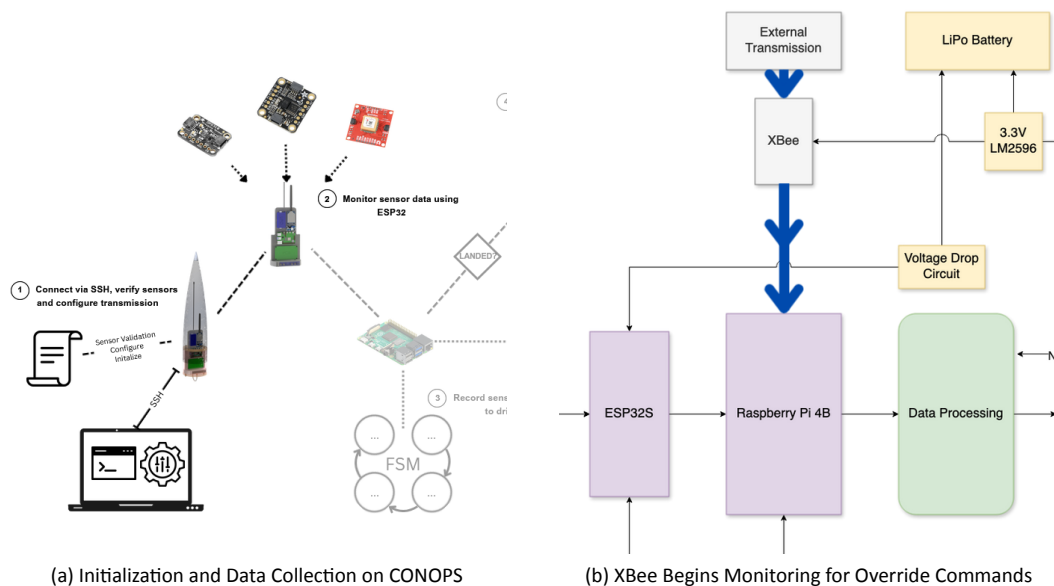 2 Monitor sensor data using
ESP32
1 Connect via SSH, verify sensors
and configure transmission
Sensor Validation
Configure
Initalize
SSH
>_
LANDED?
3 Record sens
to dri
FSM
...
...
...
...
4
(a) Initialization and Data Collection on CONOPS
External
Transmission
LiPo Battery
XBee
3.3V
LM2596
Voltage Drop
Circuit
ESP32S
Raspberry Pi 4B
Data Processing
N
(b) XBee Begins Monitoring for Override Commands